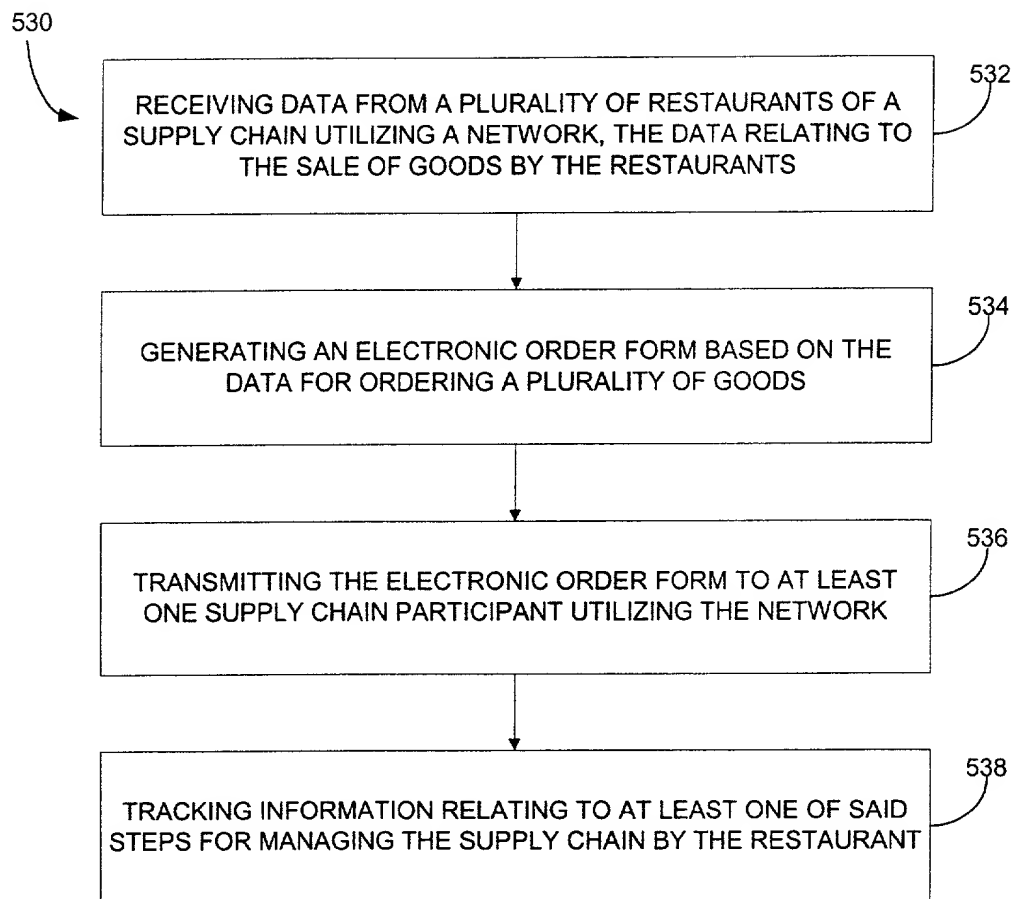 530
532
RECEIVING DATA FROM A PLURALITY OF RESTAURANTS OF A
SUPPLY CHAIN UTILIZING A NETWORK, THE DATA RELATING TO
THE SALE OF GOODS BY THE RESTAURANTS
534
GENERATING AN ELECTRONIC ORDER FORM BASED ON THE
DATA FOR ORDERING A PLURALITY OF GOODS
536
TRANSMITTING THE ELECTRONIC ORDER FORM TO AT LEAST
ONE SUPPLY CHAIN PARTICIPANT UTILIZING THE NETWORK
538
TRACKING INFORMATION RELATING TO AT LEAST ONE OF SAID
STEPS FOR MANAGING THE SUPPLY CHAIN BY THE RESTAURANT